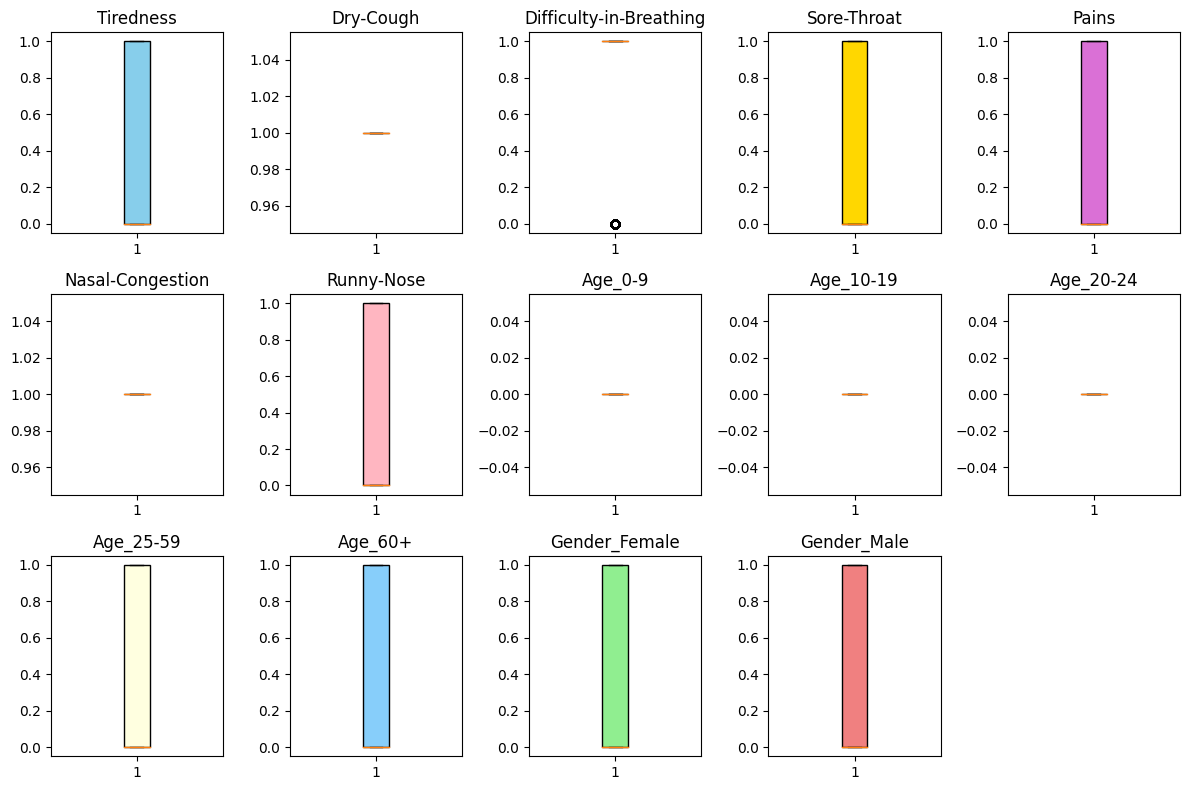 Tiredness Dry-Cough Difficulty-in-Breathing Sore-Throat Pains
1.0 1.04 1.0 1.0 1.0
0.8 1.02 0.8 0.8 0.8
0.6 1.00 0.6 0.6 0.6
0.4 0.98 0.4 0.4 0.4
0.2 0.96 0.2 0.2 0.2
0.0 0.0 0.0 0.0
1 1 1 1 1
Nasal-Congestion Runny-Nose Age_0-9 Age_10-19 Age_20-24
1.04 1.0 0.04 0.04 0.04
1.02 0.8 0.02 0.02 0.02
1.00 0.6 0.00 0.00 0.00
0.98 0.4 −0.02 −0.02 −0.02
0.96 0.2 −0.04 −0.04 −0.04
0.0
1 1 1 1 1
Age_25-59 Age_60+ Gender_Female Gender_Male
1.0 1.0 1.0 1.0
0.8 0.8 0.8 0.8
0.6 0.6 0.6 0.6
0.4 0.4 0.4 0.4
0.2 0.2 0.2 0.2
0.0 0.0 0.0 0.0
1 1 1 1